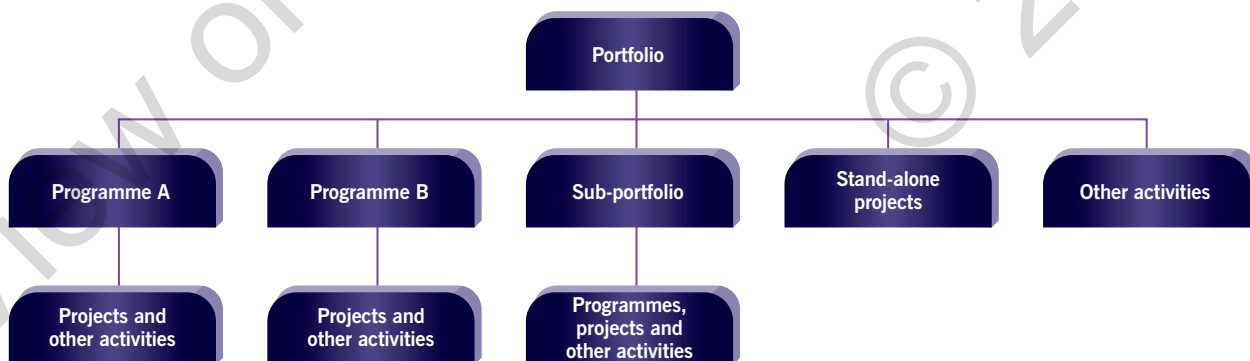 Portfolio
Programme A
Programme B
Sub-portfolio
Stand-alone
projects
Other activities
Projects and
other activities
Projects and
other activities
Programmes,
projects and
other activities